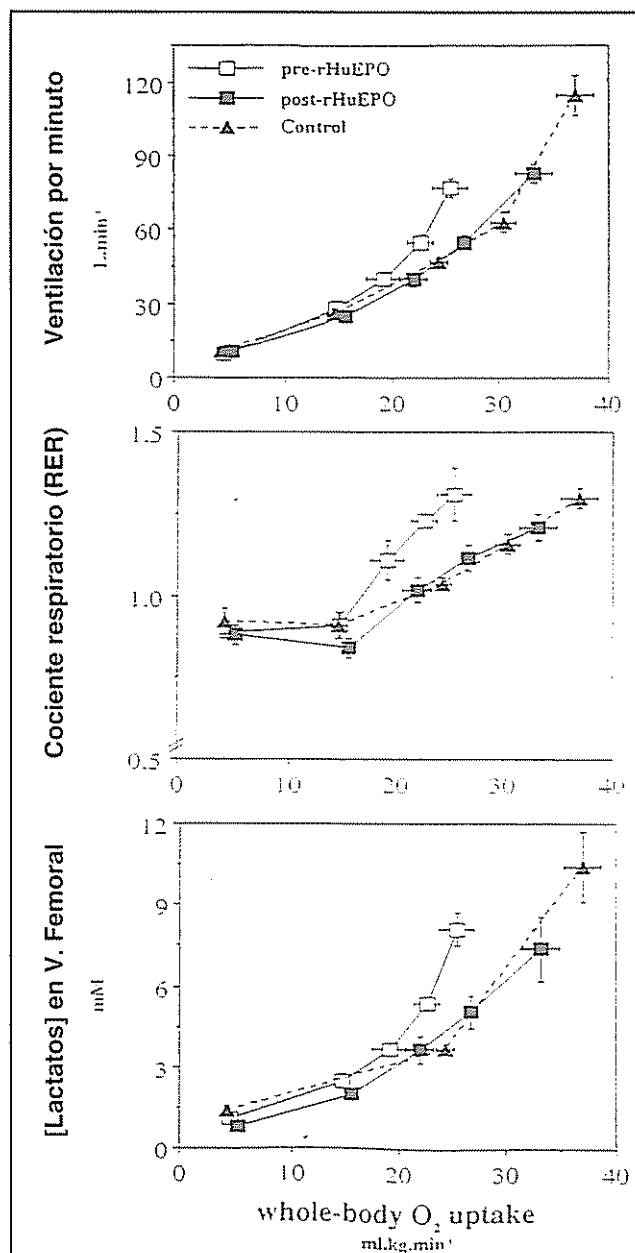 Ventilación por minuto
L.min⁻¹
120
90
60
30
0
pre-rHuEPO
post-rHuEPO
Control
0 10 20 30 40
Cociente respiratorio (RER)
1.5
1.0
0.5
0 10 20 30 40
[Lactatos] en V. Femoral
mM
12
9
6
3
0
0 10 20 30 40
whole-body O₂ uptake
ml.kg.min⁻¹